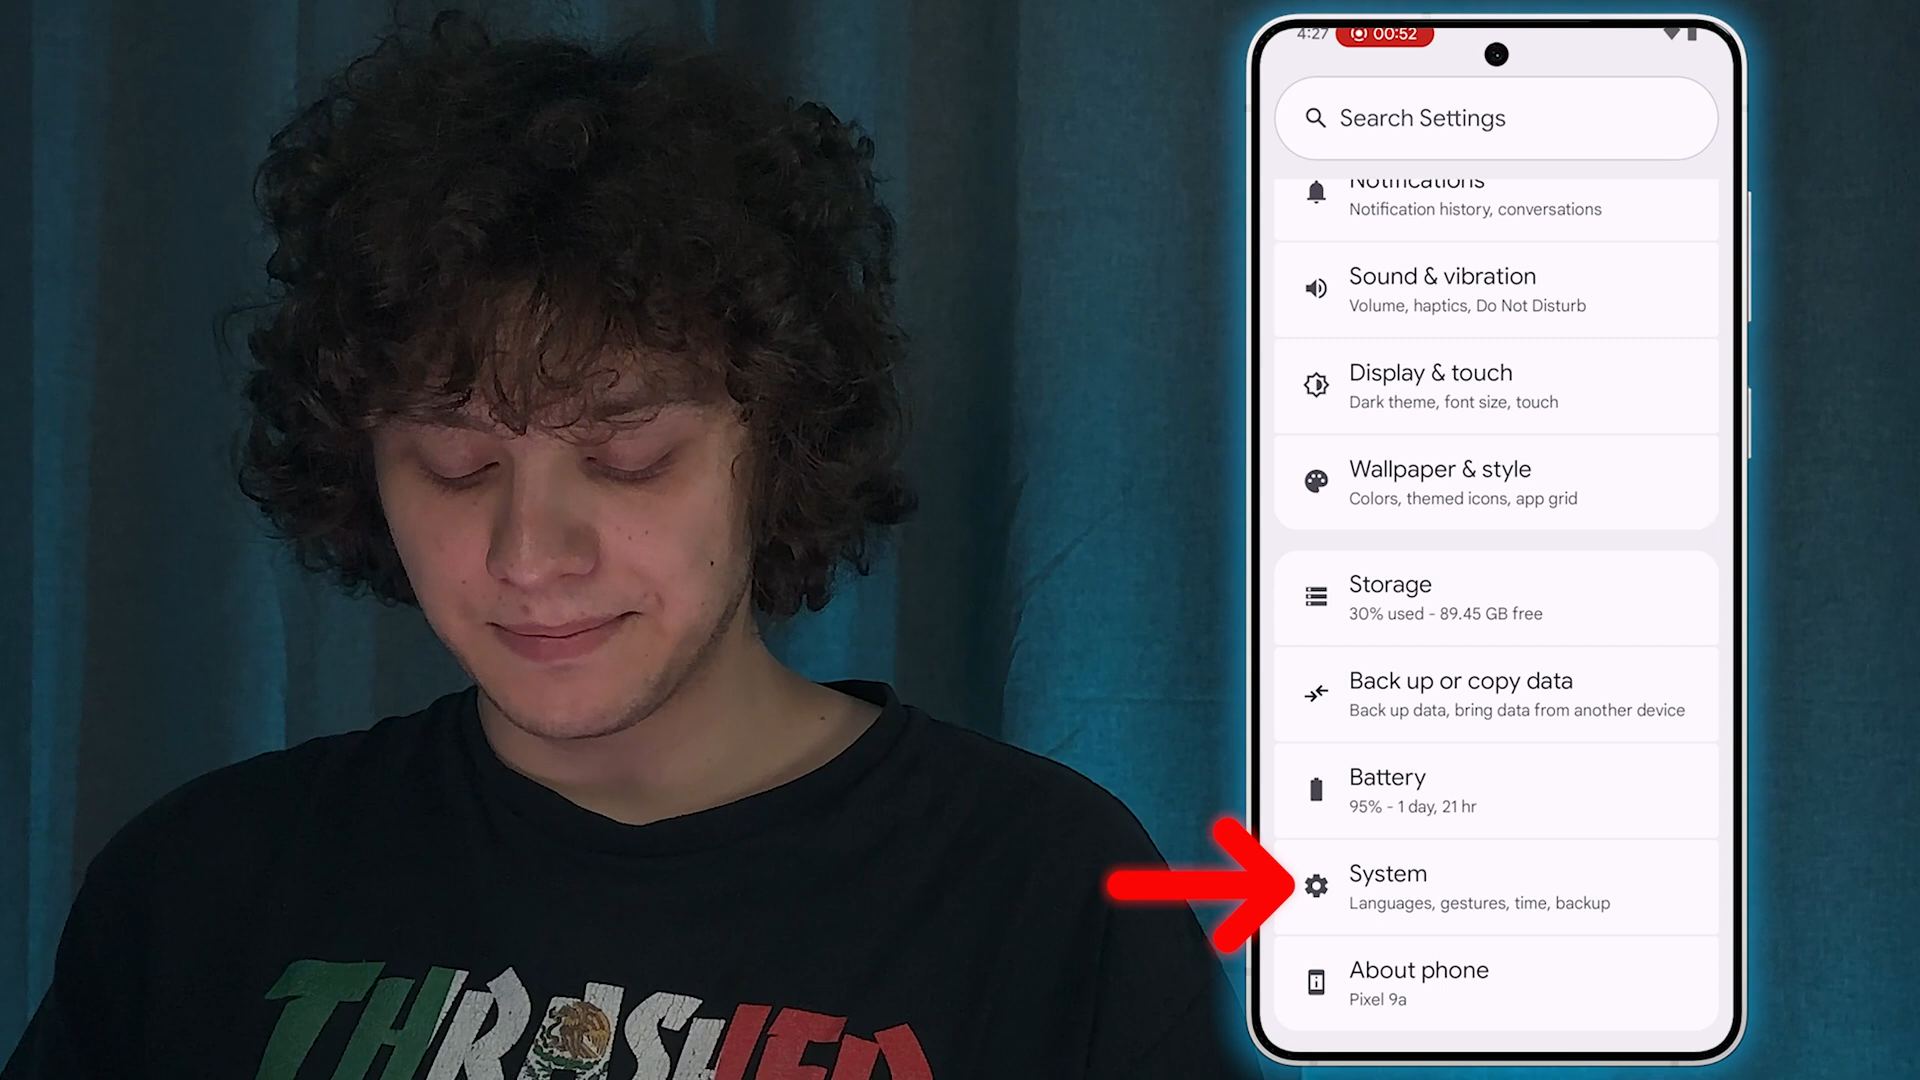 4:27
00:52
Search Settings
Notifications
Notification history, conversations
Sound & vibration
Volume, haptics, Do Not Disturb
Display & touch
Dark theme, font size, touch
Wallpaper & style
Colors, themed icons, app grid
Storage
30% used - 89.45 GB free
Back up or copy data
Back up data, bring data from another device
Battery
95% - 1 day, 21 hr
System
Languages, gestures, time, backup
About phone
Pixel 9a
THRASHER